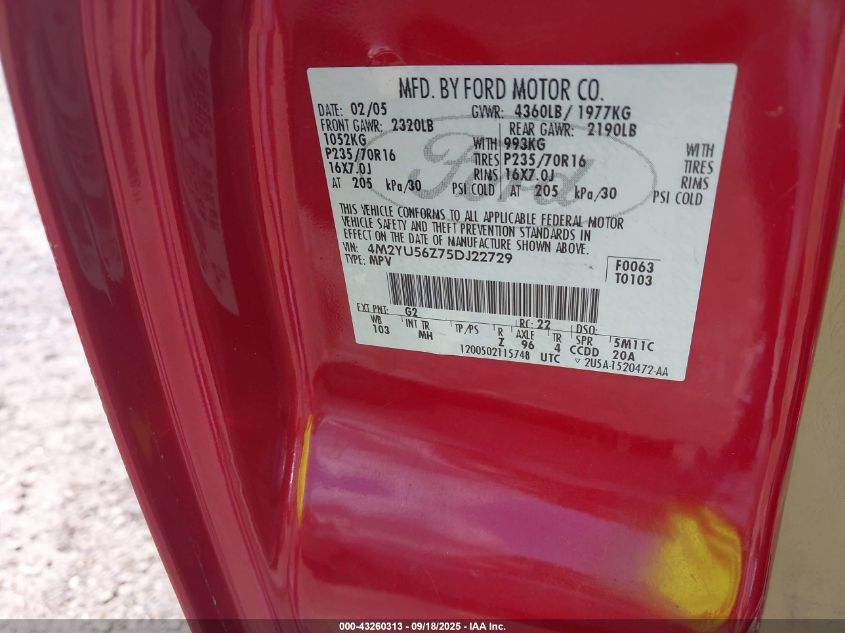 MFD. BY FORD MOTOR CO.
DATE: 02/05 GVWR: 4360LB/ 1977KG
FRONT GAWR: 2320LB REAR GAWR: 2190LB
1052KG WITH 993KG WITH
P235/70R16 TIRES P235/70R16 TIRES
16X7.0J RIMS 16X7.0J RIMS
AT 205 kPa/30 PSI COLD AT 205 kPa/30 PSI COLD
Ford
THIS VEHICLE CONFORMS TO ALL APPLICABLE FEDERAL MOTOR
VEHICLE SAFETY AND THEFT PREVENTION STANDARDS IN
EFFECT ON THE DATE OF MANUFACTURE SHOWN ABOVE.
VIN: 4M2YU56Z75DJ22729
TYPE: MPV
F0063
T0103
EXT PNT: G2 RC: 22 DSO:
WB INT TR TP/PS R AXLE TR SPR 5M11C
103 MH Z 96 4 CCDD 20A
1200502115748 UTC 2U5A-1520472-AA
000-43260313 - 09/18/2025 - IAA Inc.